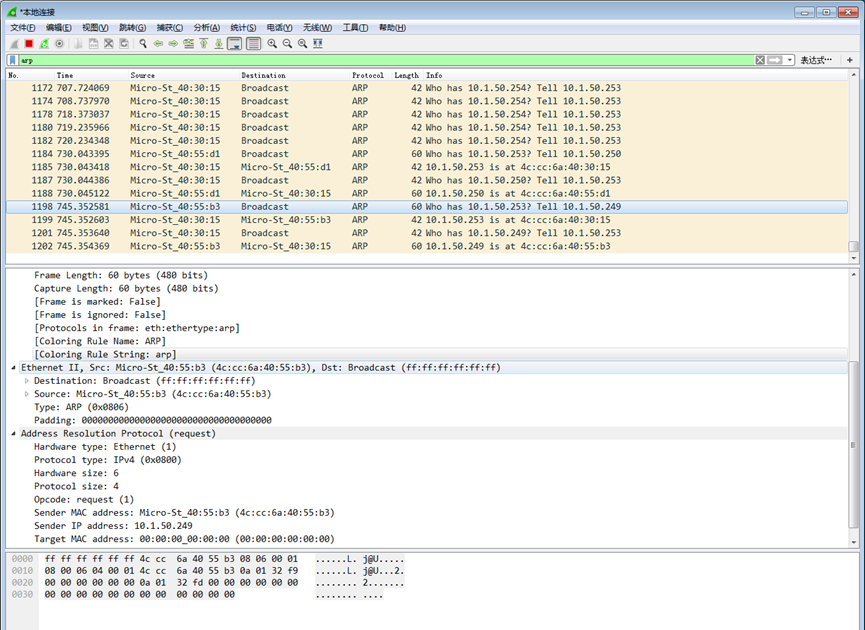 *本地连接
文件(F) 编辑(E) 视图(V) 跳转(G) 捕获(C) 分析(A) 统计(S) 电话(Y) 无线(W) 工具(T) 帮助(H)
arp 表达式… +
No. Time Source Destination Protocol Length Info
1172 707.724069 Micro-St_40:30:15 Broadcast ARP 42 Who has 10.1.50.254? Tell 10.1.50.253
1174 708.737970 Micro-St_40:30:15 Broadcast ARP 42 Who has 10.1.50.254? Tell 10.1.50.253
1178 718.373037 Micro-St_40:30:15 Broadcast ARP 42 Who has 10.1.50.254? Tell 10.1.50.253
1180 719.235966 Micro-St_40:30:15 Broadcast ARP 42 Who has 10.1.50.254? Tell 10.1.50.253
1182 720.234348 Micro-St_40:30:15 Broadcast ARP 42 Who has 10.1.50.254? Tell 10.1.50.253
1184 730.043395 Micro-St_40:55:d1 Broadcast ARP 60 Who has 10.1.50.253? Tell 10.1.50.250
1185 730.043418 Micro-St_40:30:15 Micro-St_40:55:d1 ARP 42 10.1.50.253 is at 4c:cc:6a:40:30:15
1187 730.044386 Micro-St_40:30:15 Broadcast ARP 42 Who has 10.1.50.250? Tell 10.1.50.253
1188 730.045122 Micro-St_40:55:d1 Micro-St_40:30:15 ARP 60 10.1.50.250 is at 4c:cc:6a:40:55:d1
1198 745.352581 Micro-St_40:55:b3 Broadcast ARP 60 Who has 10.1.50.253? Tell 10.1.50.249
1199 745.352603 Micro-St_40:30:15 Micro-St_40:55:b3 ARP 42 10.1.50.253 is at 4c:cc:6a:40:30:15
1201 745.353640 Micro-St_40:30:15 Broadcast ARP 42 Who has 10.1.50.249? Tell 10.1.50.253
1202 745.354369 Micro-St_40:55:b3 Micro-St_40:30:15 ARP 60 10.1.50.249 is at 4c:cc:6a:40:55:b3
Frame Length: 60 bytes (480 bits)
Capture Length: 60 bytes (480 bits)
[Frame is marked: False]
[Frame is ignored: False]
[Protocols in frame: eth:ethertype:arp]
[Coloring Rule Name: ARP]
[Coloring Rule String: arp]
Ethernet II, Src: Micro-St_40:55:b3 (4c:cc:6a:40:55:b3), Dst: Broadcast (ff:ff:ff:ff:ff:ff)
Destination: Broadcast (ff:ff:ff:ff:ff:ff)
Source: Micro-St_40:55:b3 (4c:cc:6a:40:55:b3)
Type: ARP (0x0806)
Padding: 000000000000000000000000000000000000
Address Resolution Protocol (request)
Hardware type: Ethernet (1)
Protocol type: IPv4 (0x0800)
Hardware size: 6
Protocol size: 4
Opcode: request (1)
Sender MAC address: Micro-St_40:55:b3 (4c:cc:6a:40:55:b3)
Sender IP address: 10.1.50.249
Target MAC address: 00:00:00_00:00:00 (00:00:00:00:00:00)
0000 ff ff ff ff ff ff 4c cc 6a 40 55 b3 08 06 00 01 ......L. j@U.....
0010 08 00 06 04 00 01 4c cc 6a 40 55 b3 0a 01 32 f9 ......L. j@U...2.
0020 00 00 00 00 00 00 0a 01 32 fd 00 00 00 00 00 00 ........ 2.......
0030 00 00 00 00 00 00 00 00 00 00 00 00 ........ ....